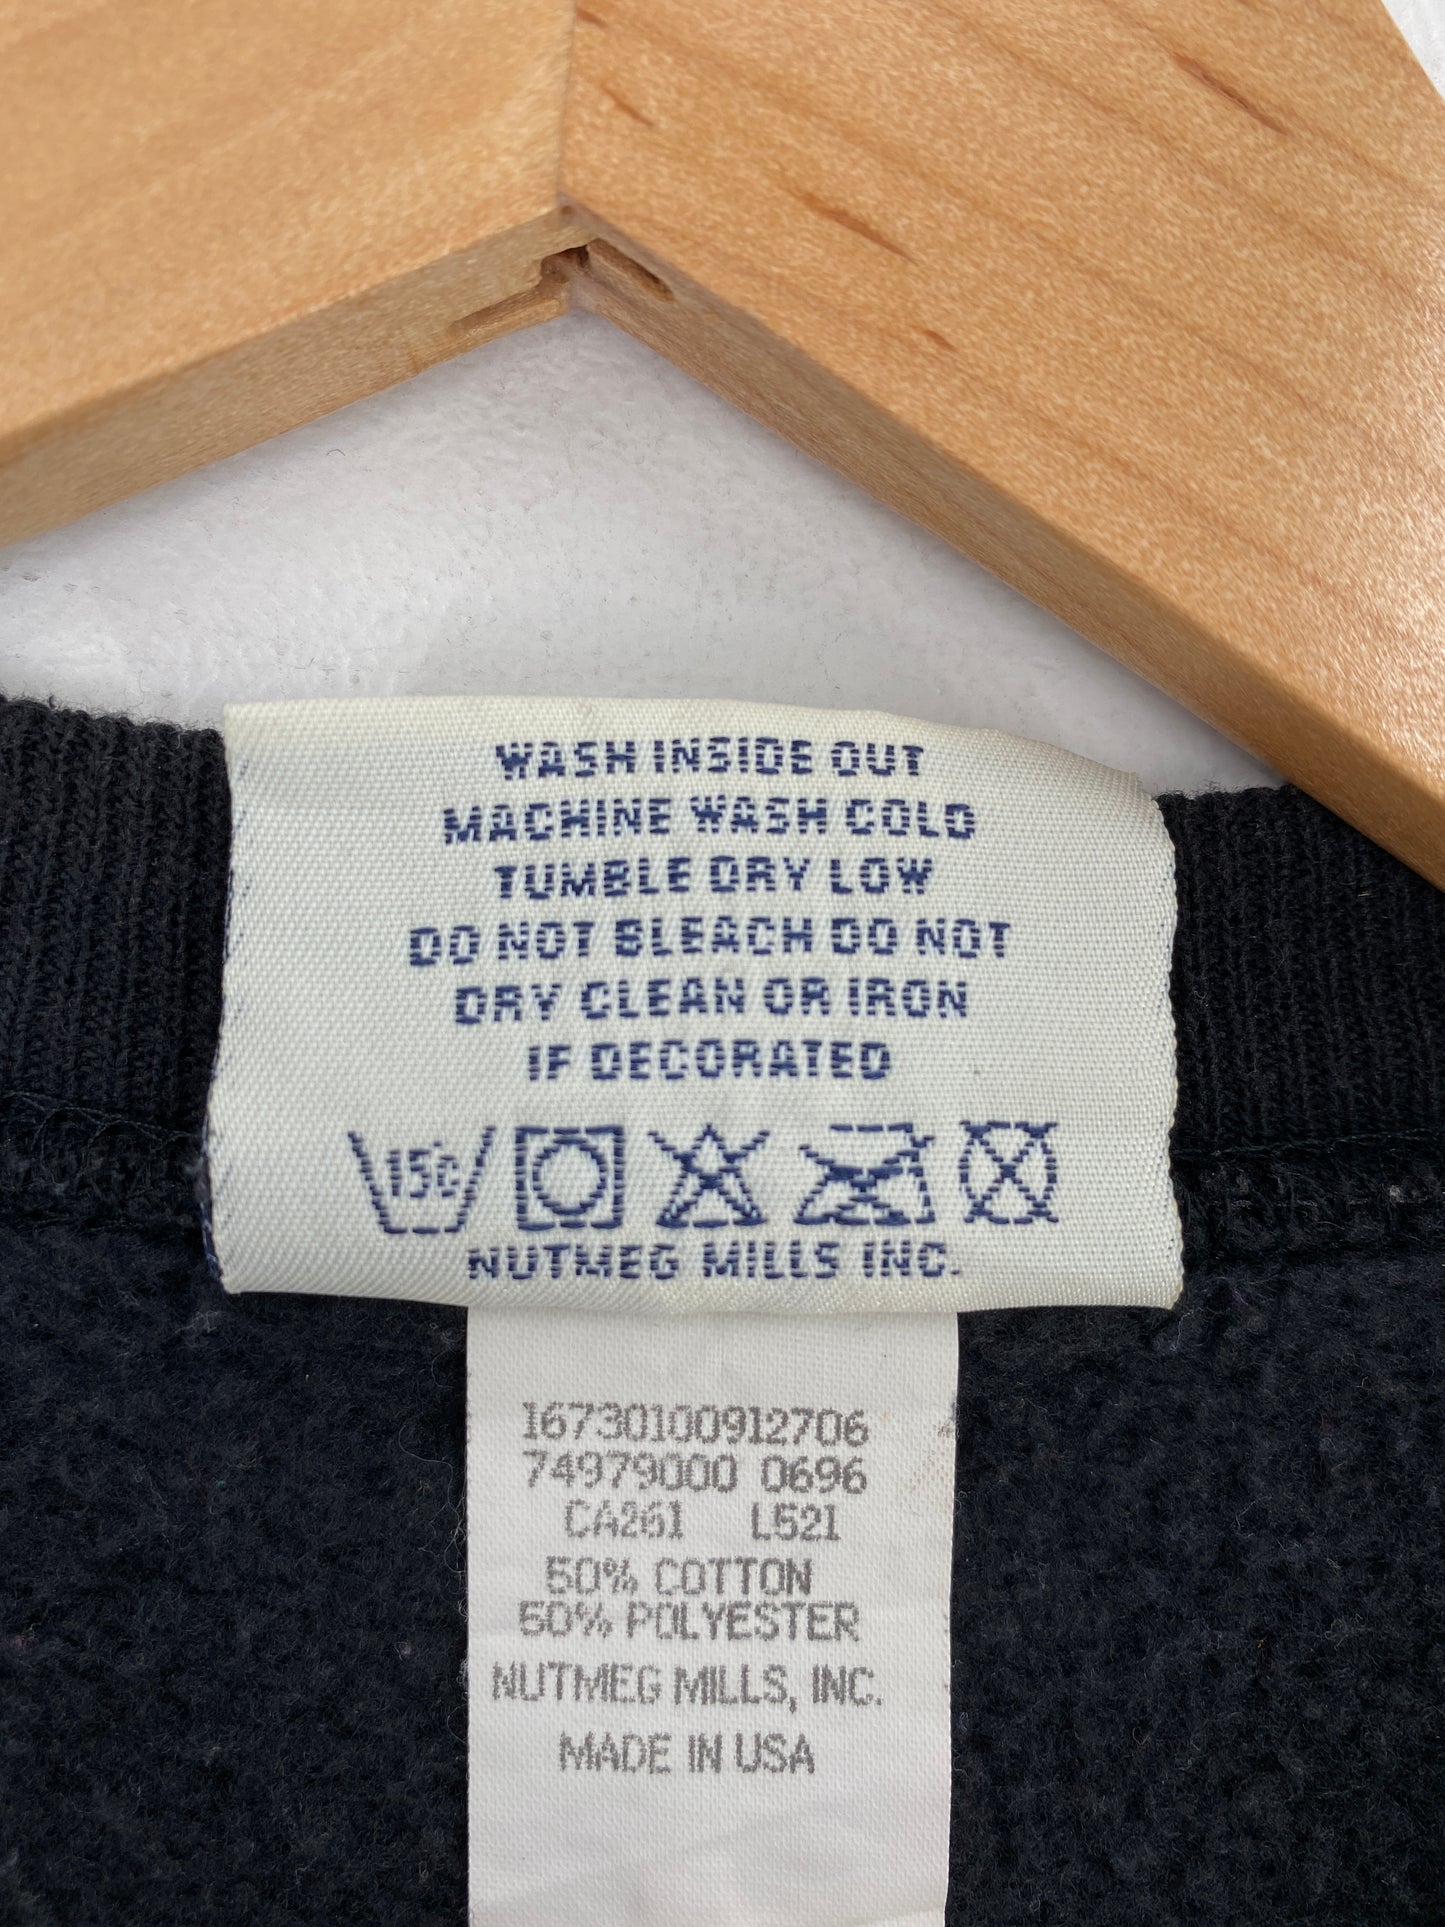 WASH INSIDE OUT
MACHINE WASH COLD
TUMBLE DRY LOW
DO NOT BLEACH DO NOT
DRY CLEAN OR IRON
IF DECORATED
15c
NUTMEG MILLS INC.
16730100912706
74979000 0696
CA261 L521
50% COTTON
50% POLYESTER
NUTMEG MILLS, INC.
MADE IN USA